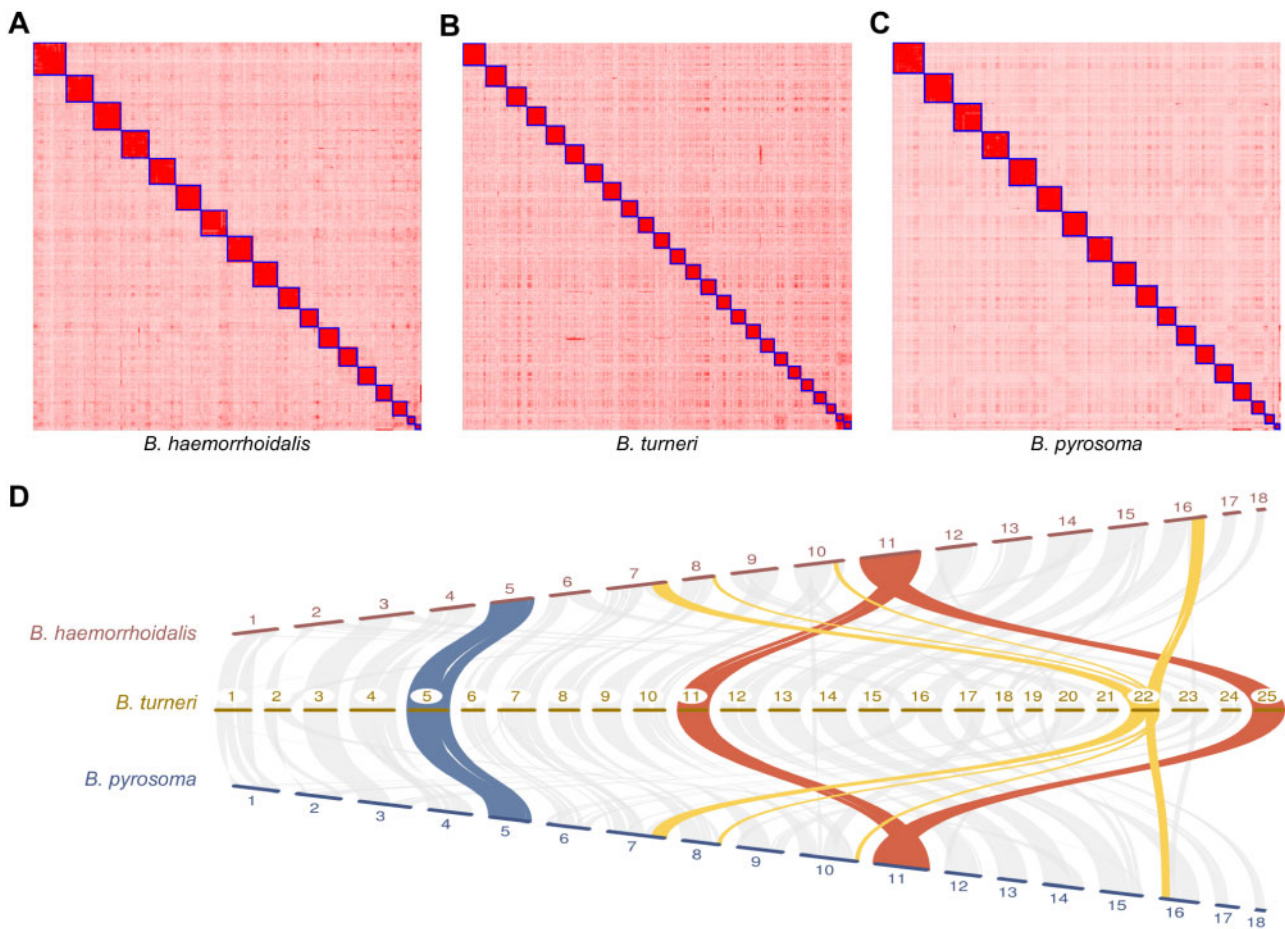 A
B
C
B. haemorrhoidalis
B. turneri
B. pyrosoma
D
1 2 3 4 5 6 7 8 9 10 11 12 13 14 15 16 17 18
B. haemorrhoidalis
B. turneri
1 2 3 4 5 6 7 8 9 10 11 12 13 14 15 16 17 18 19 20 21 22 23 24 25
B. pyrosoma
1 2 3 4 5 6 7 8 9 10 11 12 13 14 15 16 17 18